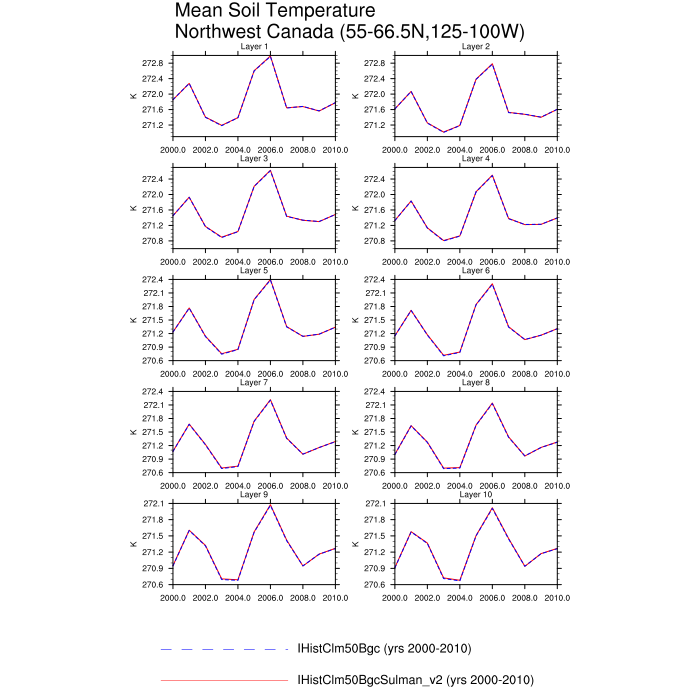 Mean Soil Temperature
Northwest Canada (55-66.5N,125-100W)
Layer 1
272.8
272.4
272.0
271.6
271.2
K
2000.0 2002.0 2004.0 2006.0 2008.0 2010.0
Layer 2
272.8
272.4
272.0
271.6
271.2
K
2000.0 2002.0 2004.0 2006.0 2008.0 2010.0
Layer 3
272.4
272.0
271.6
271.2
270.8
K
2000.0 2002.0 2004.0 2006.0 2008.0 2010.0
Layer 4
272.4
272.0
271.6
271.2
270.8
K
2000.0 2002.0 2004.0 2006.0 2008.0 2010.0
Layer 5
272.4
272.1
271.8
271.5
271.2
270.9
270.6
K
2000.0 2002.0 2004.0 2006.0 2008.0 2010.0
Layer 6
272.4
272.1
271.8
271.5
271.2
270.9
270.6
K
2000.0 2002.0 2004.0 2006.0 2008.0 2010.0
Layer 7
272.4
272.1
271.8
271.5
271.2
270.9
270.6
K
2000.0 2002.0 2004.0 2006.0 2008.0 2010.0
Layer 8
272.4
272.1
271.8
271.5
271.2
270.9
270.6
K
2000.0 2002.0 2004.0 2006.0 2008.0 2010.0
Layer 9
272.1
271.8
271.5
271.2
270.9
270.6
K
2000.0 2002.0 2004.0 2006.0 2008.0 2010.0
Layer 10
272.1
271.8
271.5
271.2
270.9
270.6
K
2000.0 2002.0 2004.0 2006.0 2008.0 2010.0
IHistClm50Bgc (yrs 2000-2010)
IHistClm50BgcSulman_v2 (yrs 2000-2010)